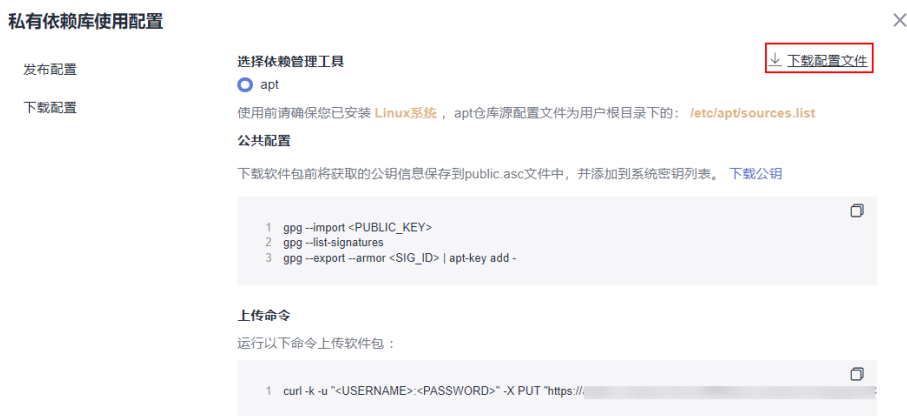 私有依赖库使用配置
发布配置
下载配置
选择依赖管理工具
下载配置文件
apt
使用前请确保您已安装 Linux系统 ，apt仓库源配置文件为用户根目录下的： /etc/apt/sources.list
公共配置
下载软件包前将获取的公钥信息保存到public.asc文件中，并添加到系统密钥列表。 下载公钥
1 gpg --import <PUBLIC_KEY>
2 gpg --list-signatures
3 gpg --export --armor <SIG_ID> | apt-key add -
上传命令
运行以下命令上传软件包：
1 curl -k -u "<USERNAME>:<PASSWORD>" -X PUT "https://